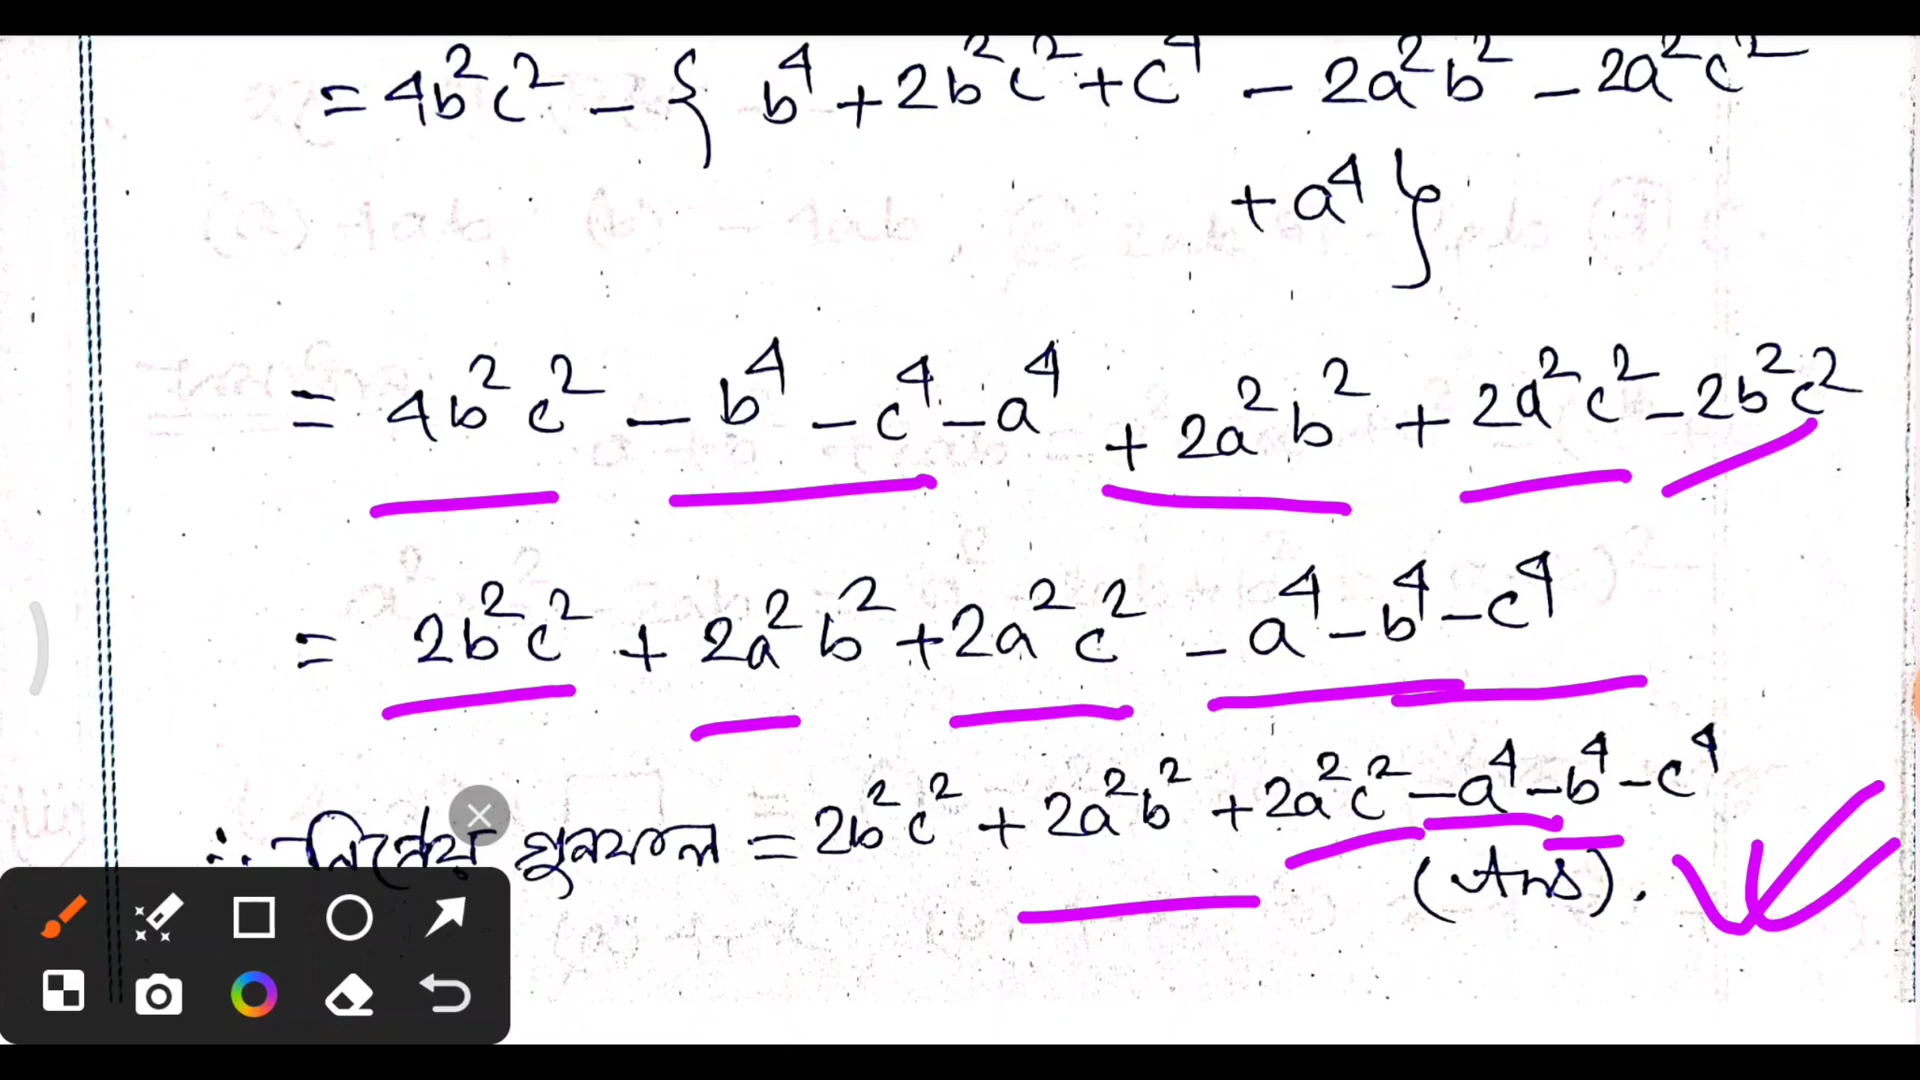 = 4b²c² - { b⁴ + 2b²c² + c⁴ - 2a²b² - 2a²c²
+ a⁴ }
= 4b²c² - b⁴ - c⁴ - a⁴ + 2a²b² + 2a²c² - 2b²c²
= 2b²c² + 2a²b² + 2a²c² - a⁴ - b⁴ - c⁴
∴ নির্ণেয় গুনফল = 2b²c² + 2a²b² + 2a²c² - a⁴ - b⁴ - c⁴
(Ans).